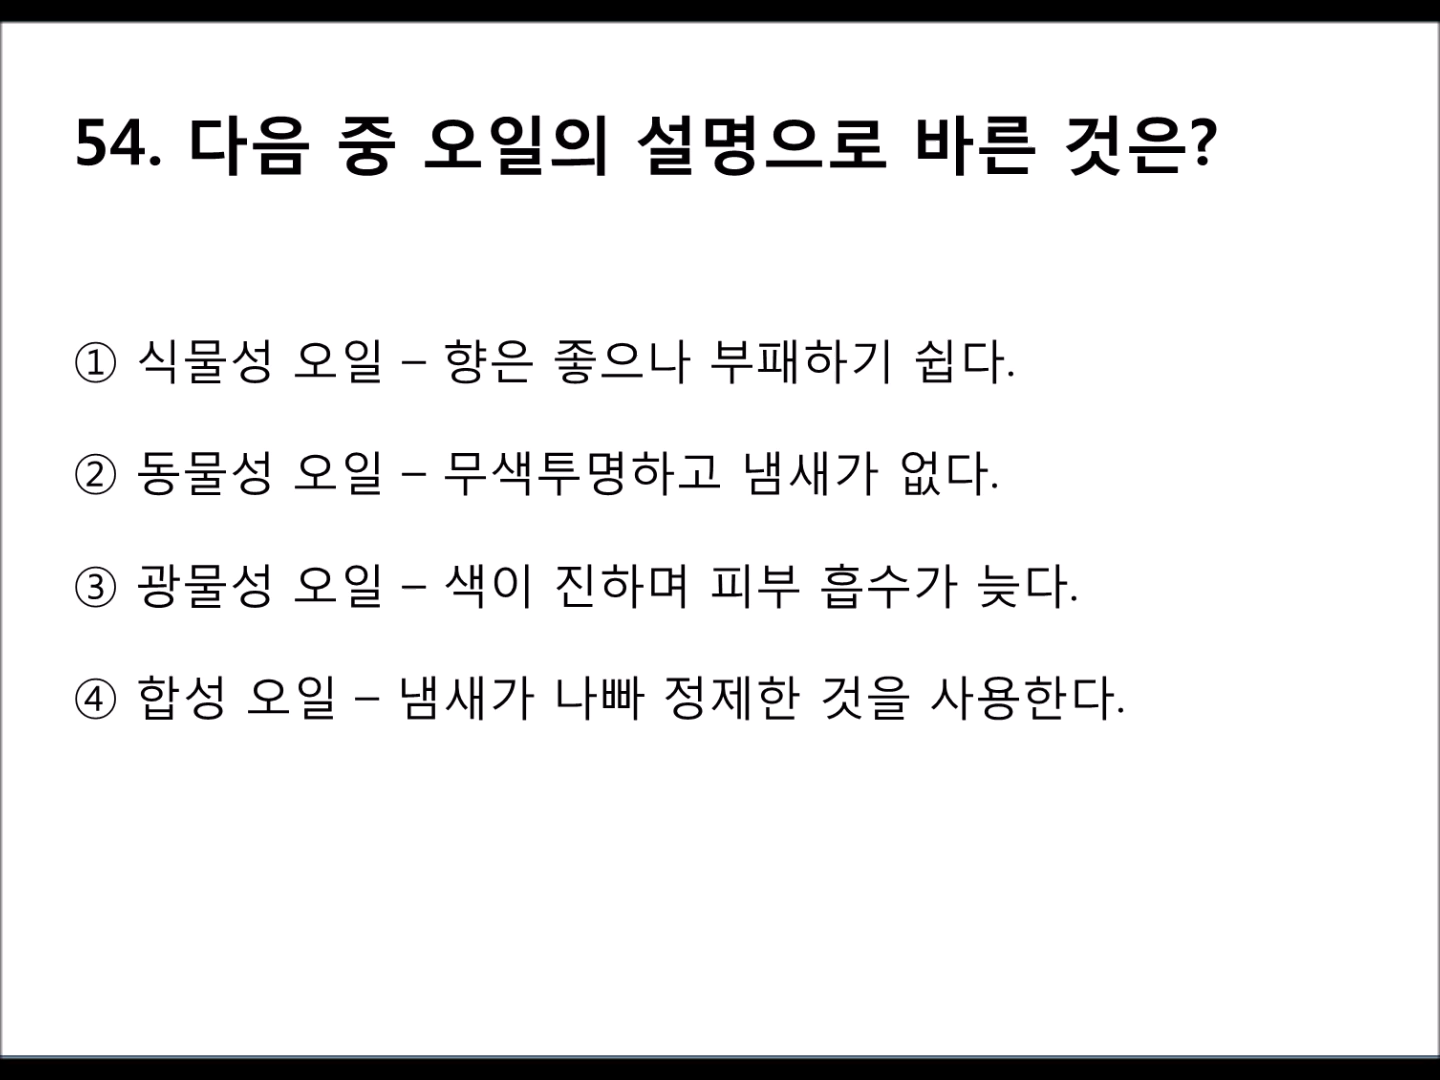 54. 다음 중 오일의 설명으로 바른 것은?
① 식물성 오일 – 향은 좋으나 부패하기 쉽다.
② 동물성 오일 – 무색투명하고 냄새가 없다.
③ 광물성 오일 – 색이 진하며 피부 흡수가 늦다.
④ 합성 오일 – 냄새가 나빠 정제한 것을 사용한다.